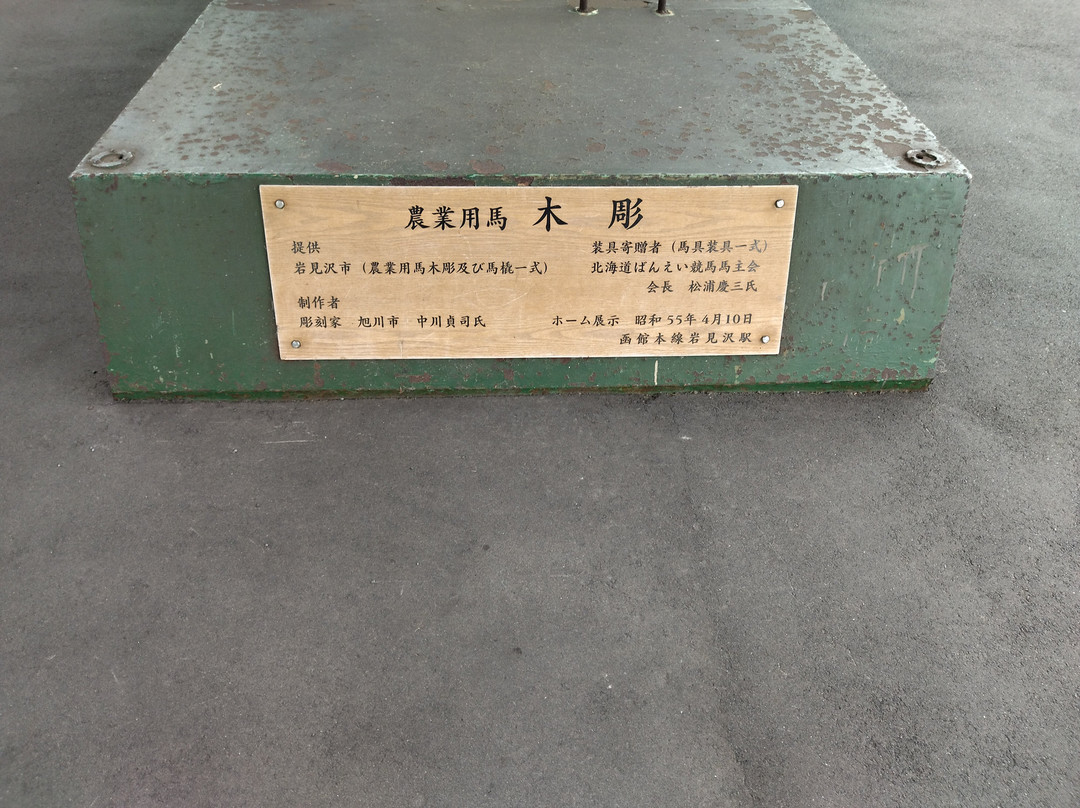 農業用馬 木 彫
提供
岩見沢市(農業用馬木彫及び馬橇一式)
制作者
彫刻家 旭川市 中川貞司氏
装具寄贈者(馬具装具一式)
北海道ばんえい競馬馬主会
会長 松浦慶三氏
ホーム展示 昭和55年4月10日
函館本線岩見沢駅